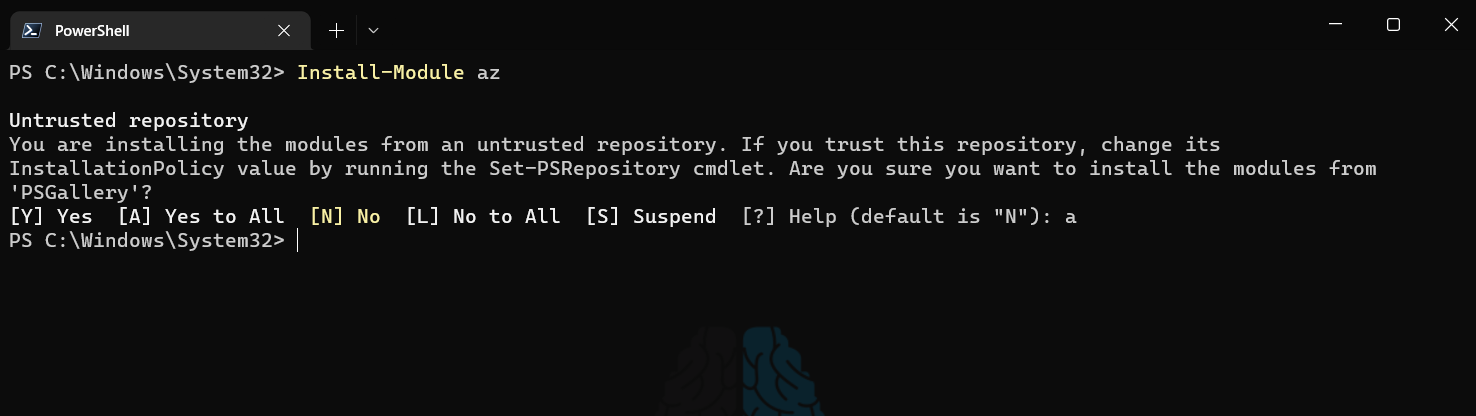 PowerShell
PS C:\Windows\System32> Install-Module az
Untrusted repository
You are installing the modules from an untrusted repository. If you trust this repository, change its
InstallationPolicy value by running the Set-PSRepository cmdlet. Are you sure you want to install the modules from
'PSGallery'?
[Y] Yes  [A] Yes to All  [N] No  [L] No to All  [S] Suspend  [?] Help (default is "N"): a
PS C:\Windows\System32>